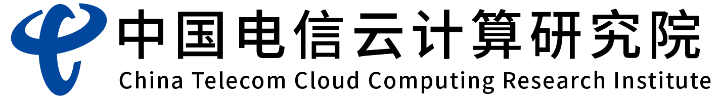 中国电信云计算研究院
China Telecom Cloud Computing Research Institute